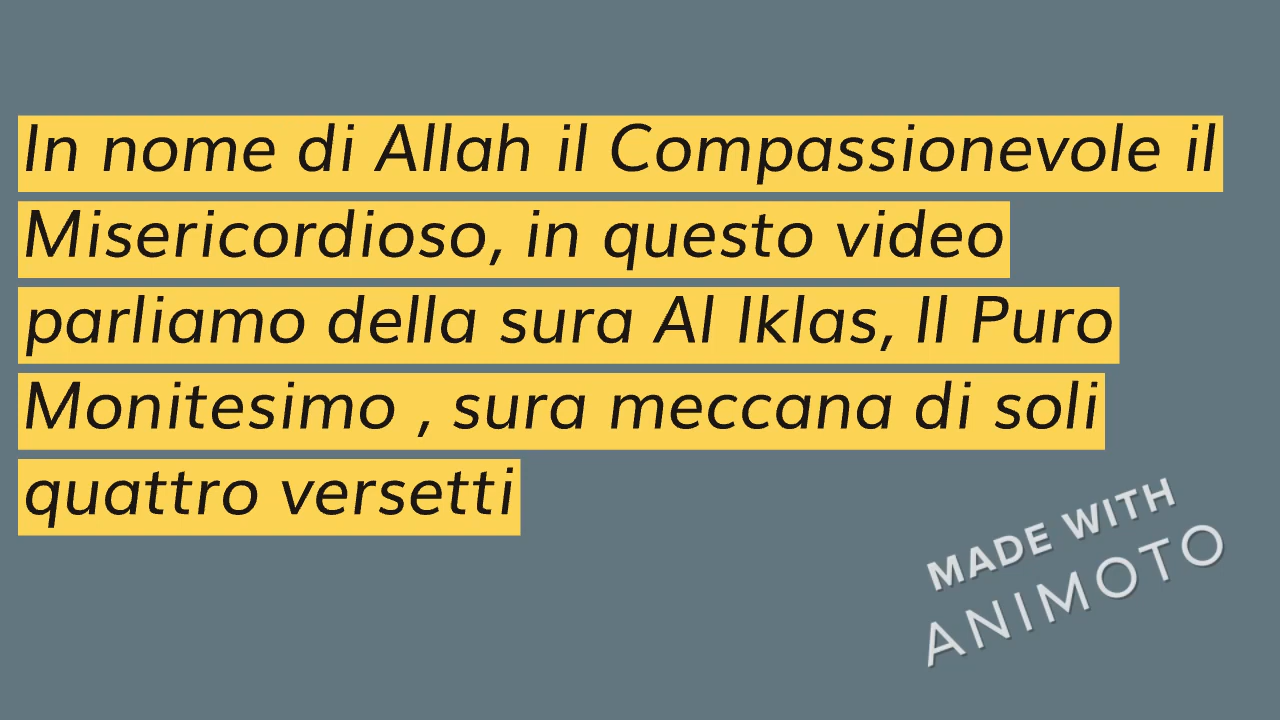 In nome di Allah il Compassionevole il
Misericordioso, in questo video
parliamo della sura Al Iklas, Il Puro
Monitesimo , sura meccana di soli
quattro versetti
MADE WITH
ANIMOTO